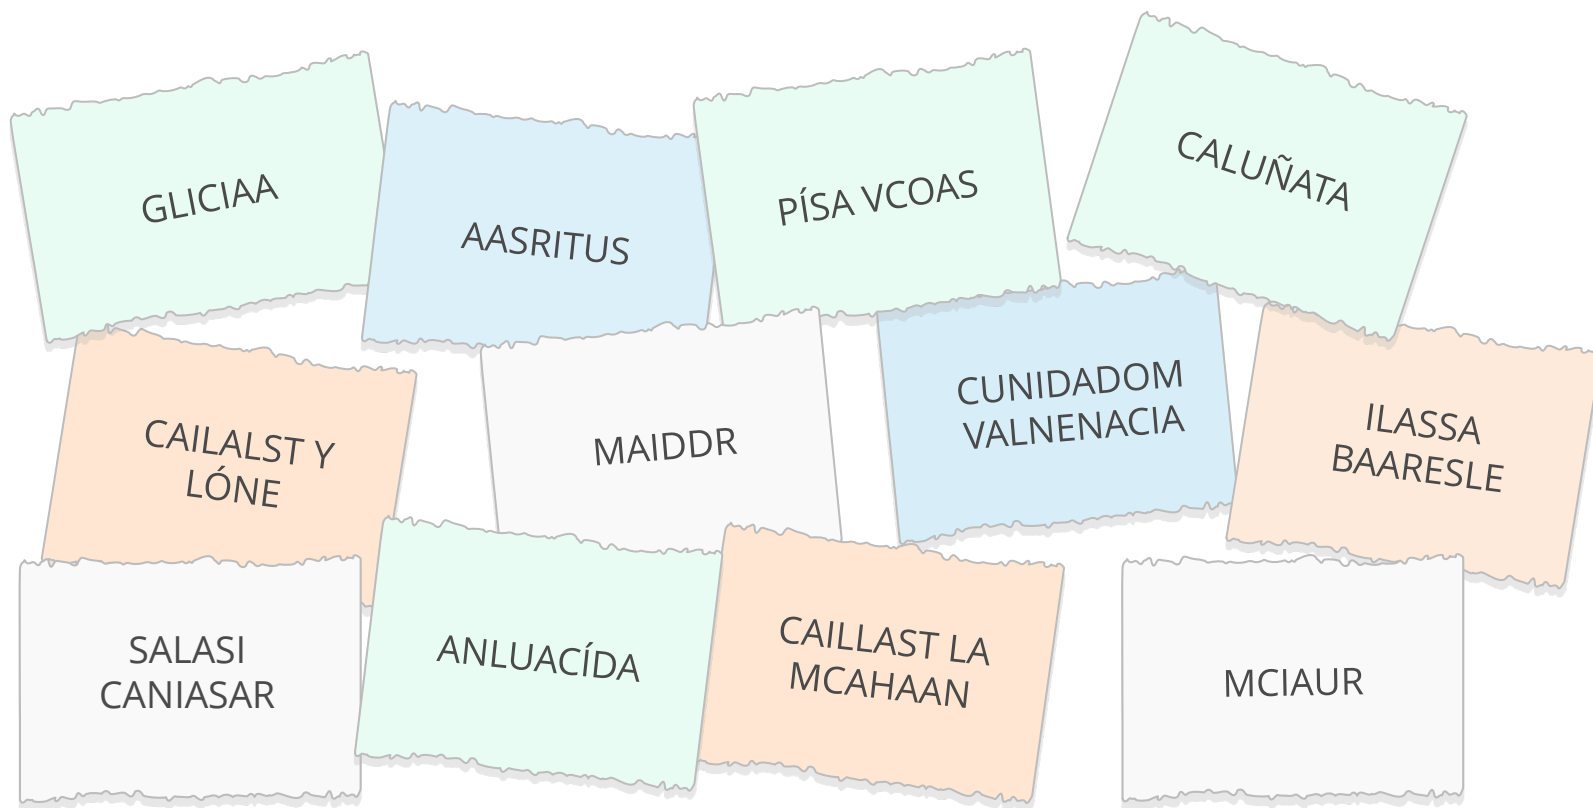 GLICIAA
AASRITUS
PÍSA VCOAS
CALUÑATA
CAILALST Y
LÓNE
MAIDDR
CUNIDADOM
VALNENACIA
ILASSA
BAARESLE
SALASI
CANIASAR
ANLUACÍDA
CAILLAST LA
MCAHAAN
MCIAUR